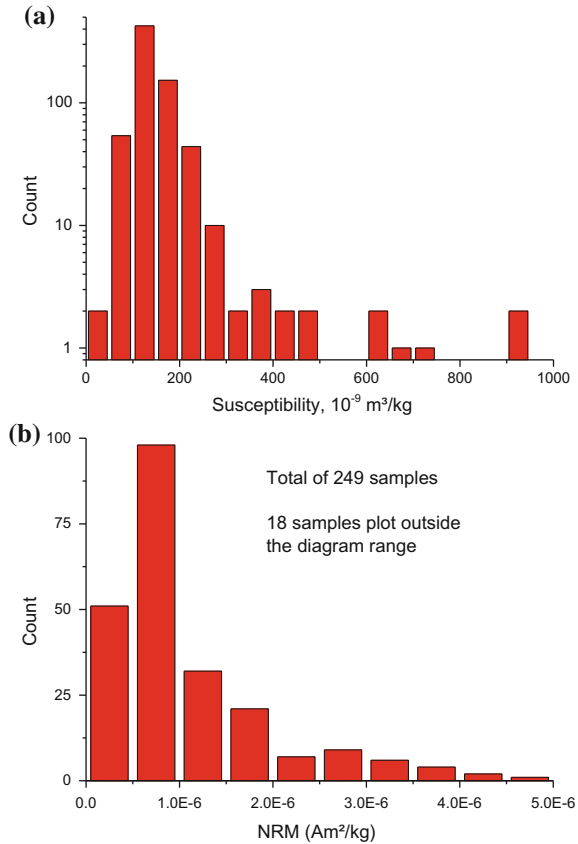 (a)
100
10
1
Count
0 200 400 600 800 1000
Susceptibility, 10⁻⁹ m³/kg
(b)
100
75
50
25
0
Count
Total of 249 samples
18 samples plot outside
the diagram range
0.0 1.0E-6 2.0E-6 3.0E-6 4.0E-6 5.0E-6
NRM (Am²/kg)